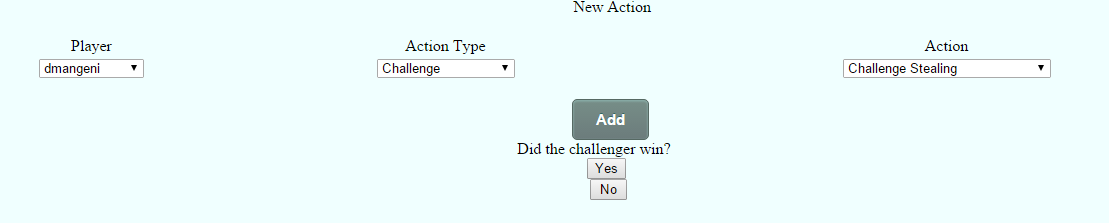 New Action
Player Action Type Action
dmangeni Challenge Challenge Stealing
Add
Did the challenger win?
Yes
No